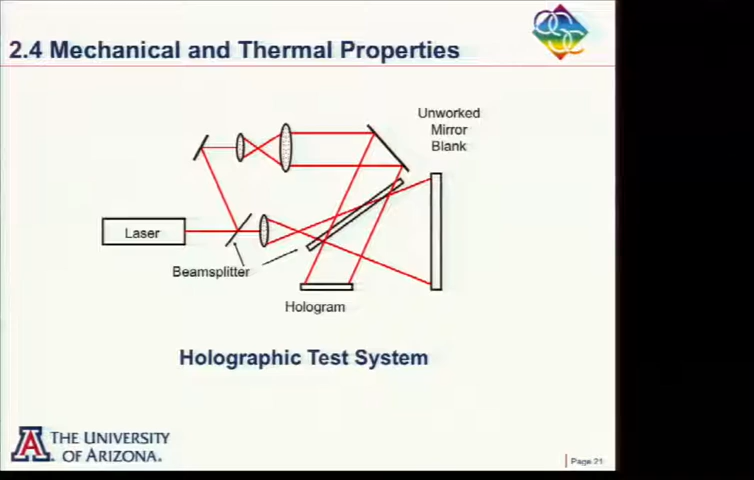 2.4 Mechanical and Thermal Properties
Unworked
Mirror
Blank
Laser
Beamsplitter
Hologram
Holographic Test System
A
THE UNIVERSITY
OF ARIZONA.
Page 21